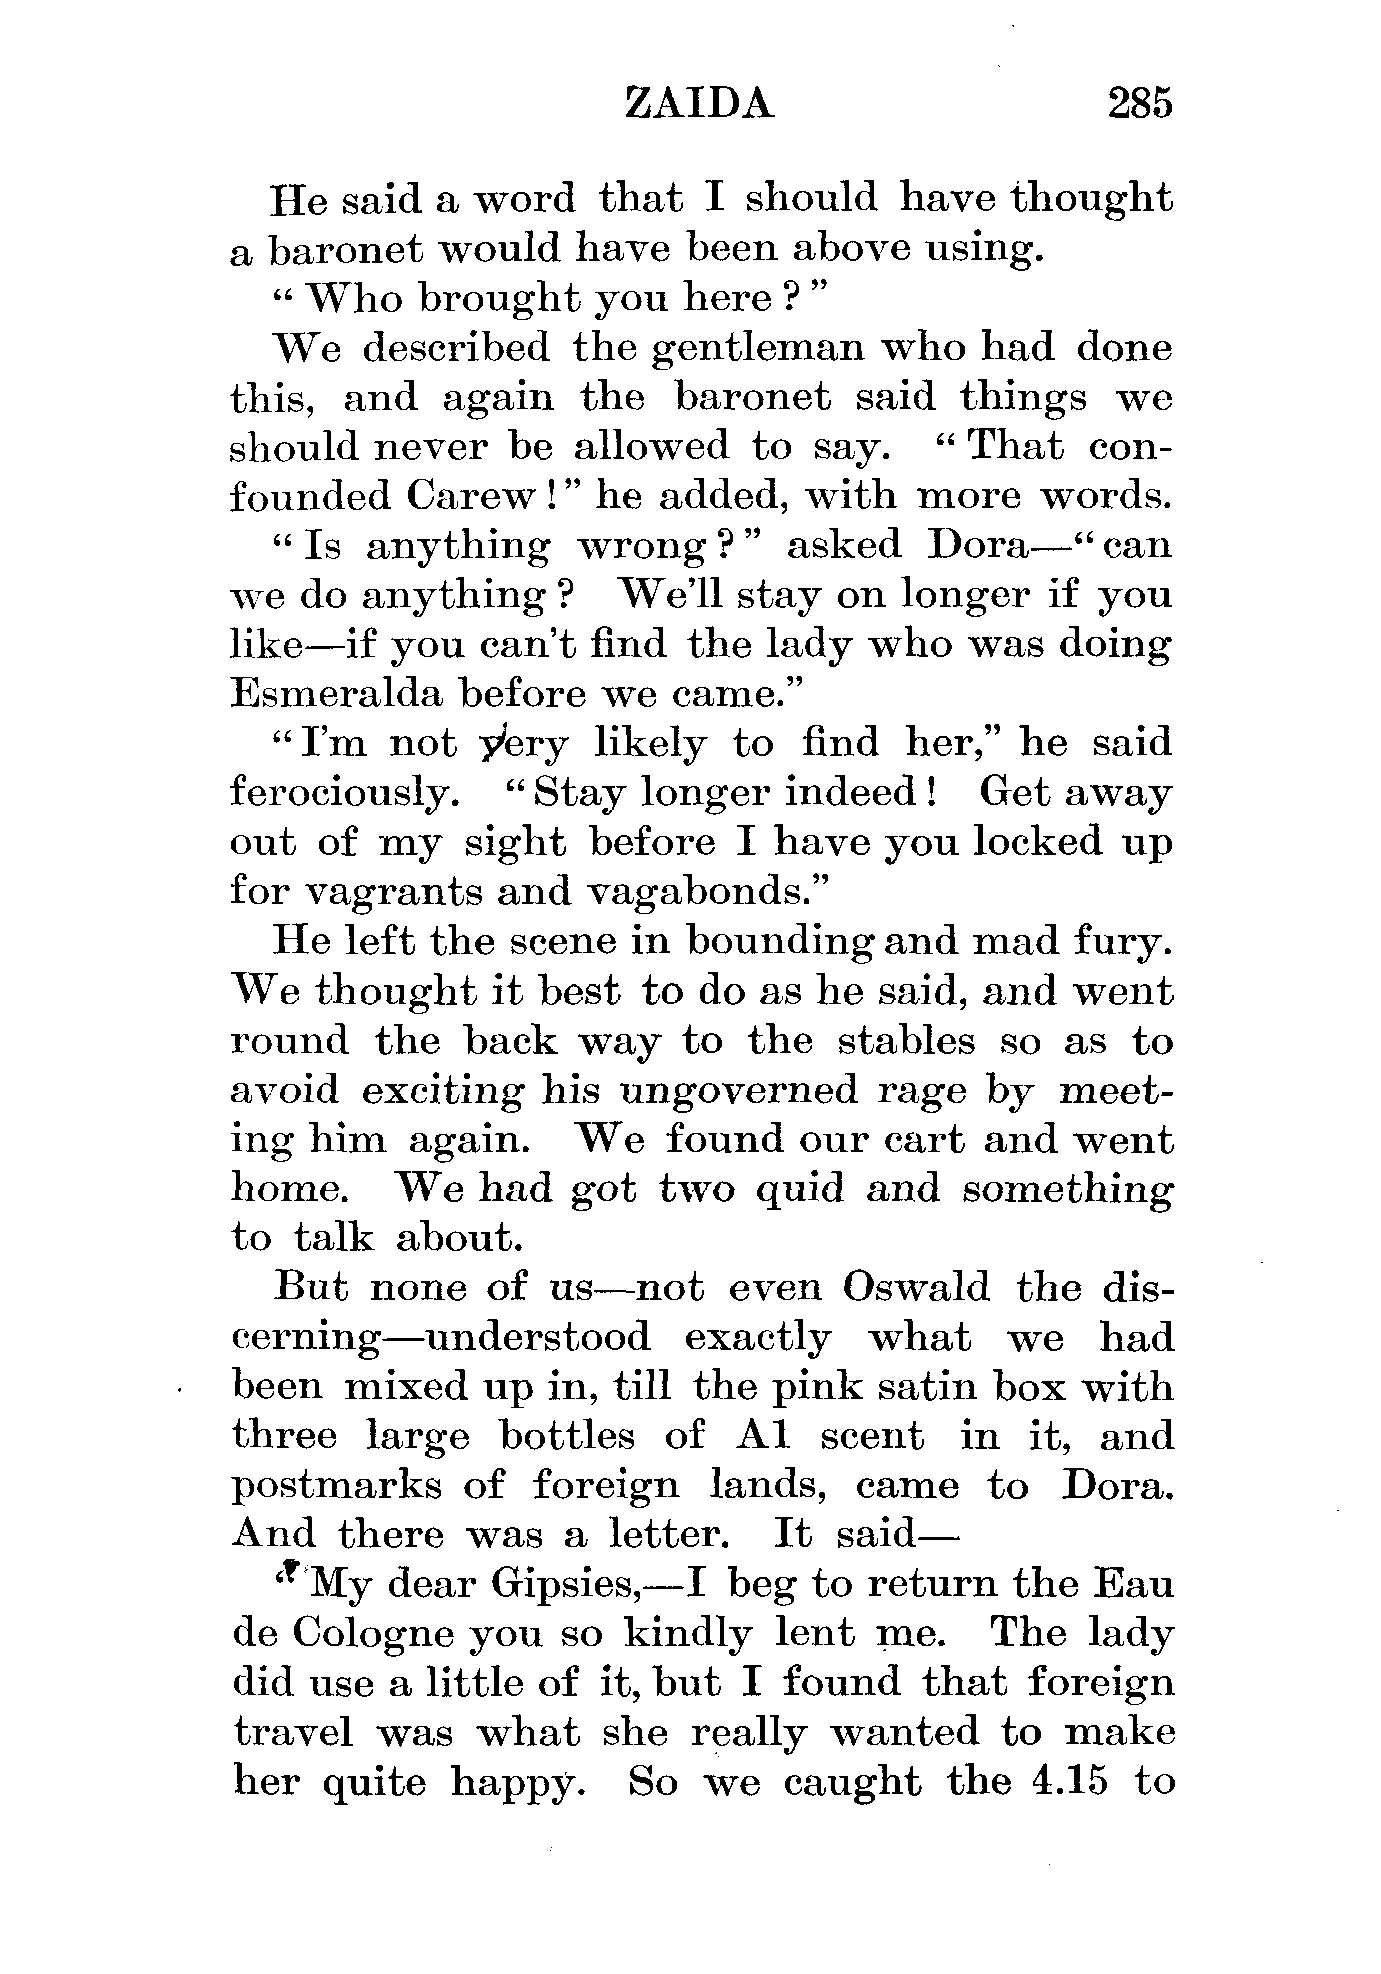 ZAIDA 285
He said a word that I should have thought
a baronet would have been above using.
“ Who brought you here ? ”
We described the gentleman who had done
this, and again the baronet said things we
should never be allowed to say. “ That con-
founded Carew ! ” he added, with more words.
“ Is anything wrong ? ” asked Dora—“ can
we do anything ? We'll stay on longer if you
like—if you can't find the lady who was doing
Esmeralda before we came.”
“ I'm not very likely to find her,” he said
ferociously. “ Stay longer indeed ! Get away
out of my sight before I have you locked up
for vagrants and vagabonds.”
He left the scene in bounding and mad fury.
We thought it best to do as he said, and went
round the back way to the stables so as to
avoid exciting his ungoverned rage by meet-
ing him again. We found our cart and went
home. We had got two quid and something
to talk about.
But none of us—not even Oswald the dis-
cerning—understood exactly what we had
been mixed up in, till the pink satin box with
three large bottles of A1 scent in it, and
postmarks of foreign lands, came to Dora.
And there was a letter. It said—
“ My dear Gipsies,—I beg to return the Eau
de Cologne you so kindly lent me. The lady
did use a little of it, but I found that foreign
travel was what she really wanted to make
her quite happy. So we caught the 4.15 to